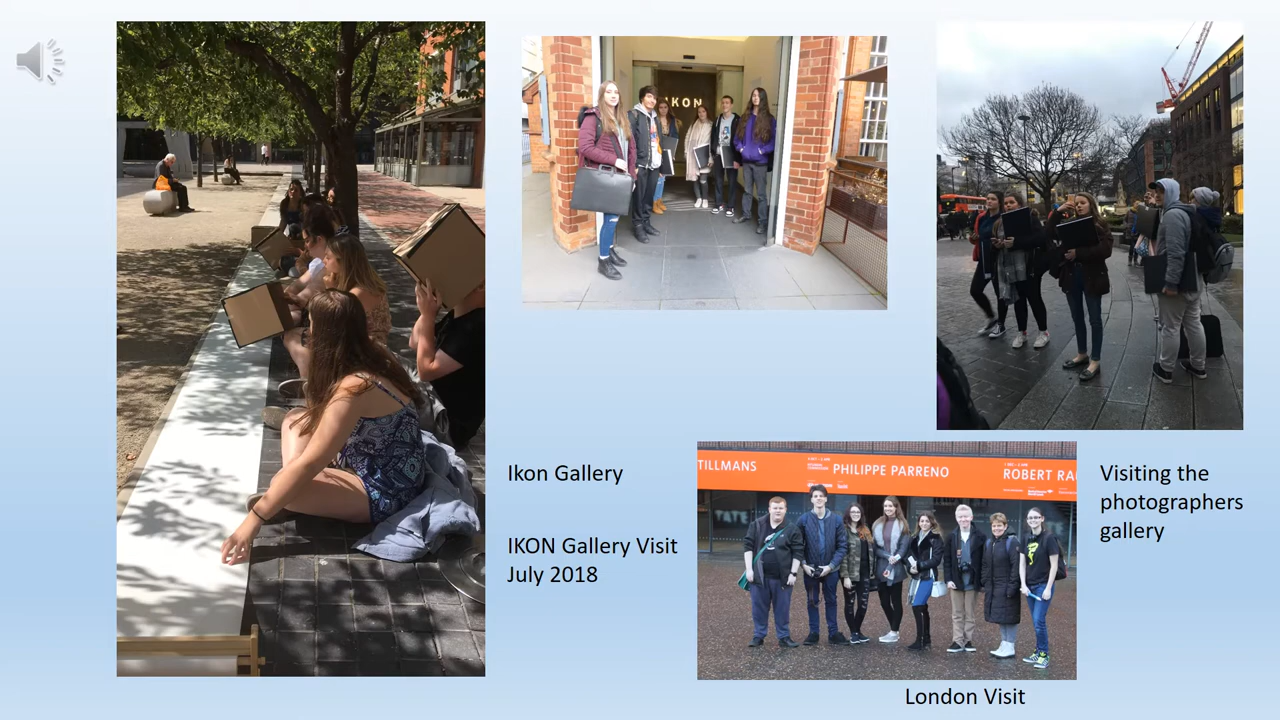 IKON
TILLMANS
PHILIPPE PARRENO
ROBERT RA
TATE
Ikon Gallery
IKON Gallery Visit
July 2018
Visiting the
photographers
gallery
London Visit